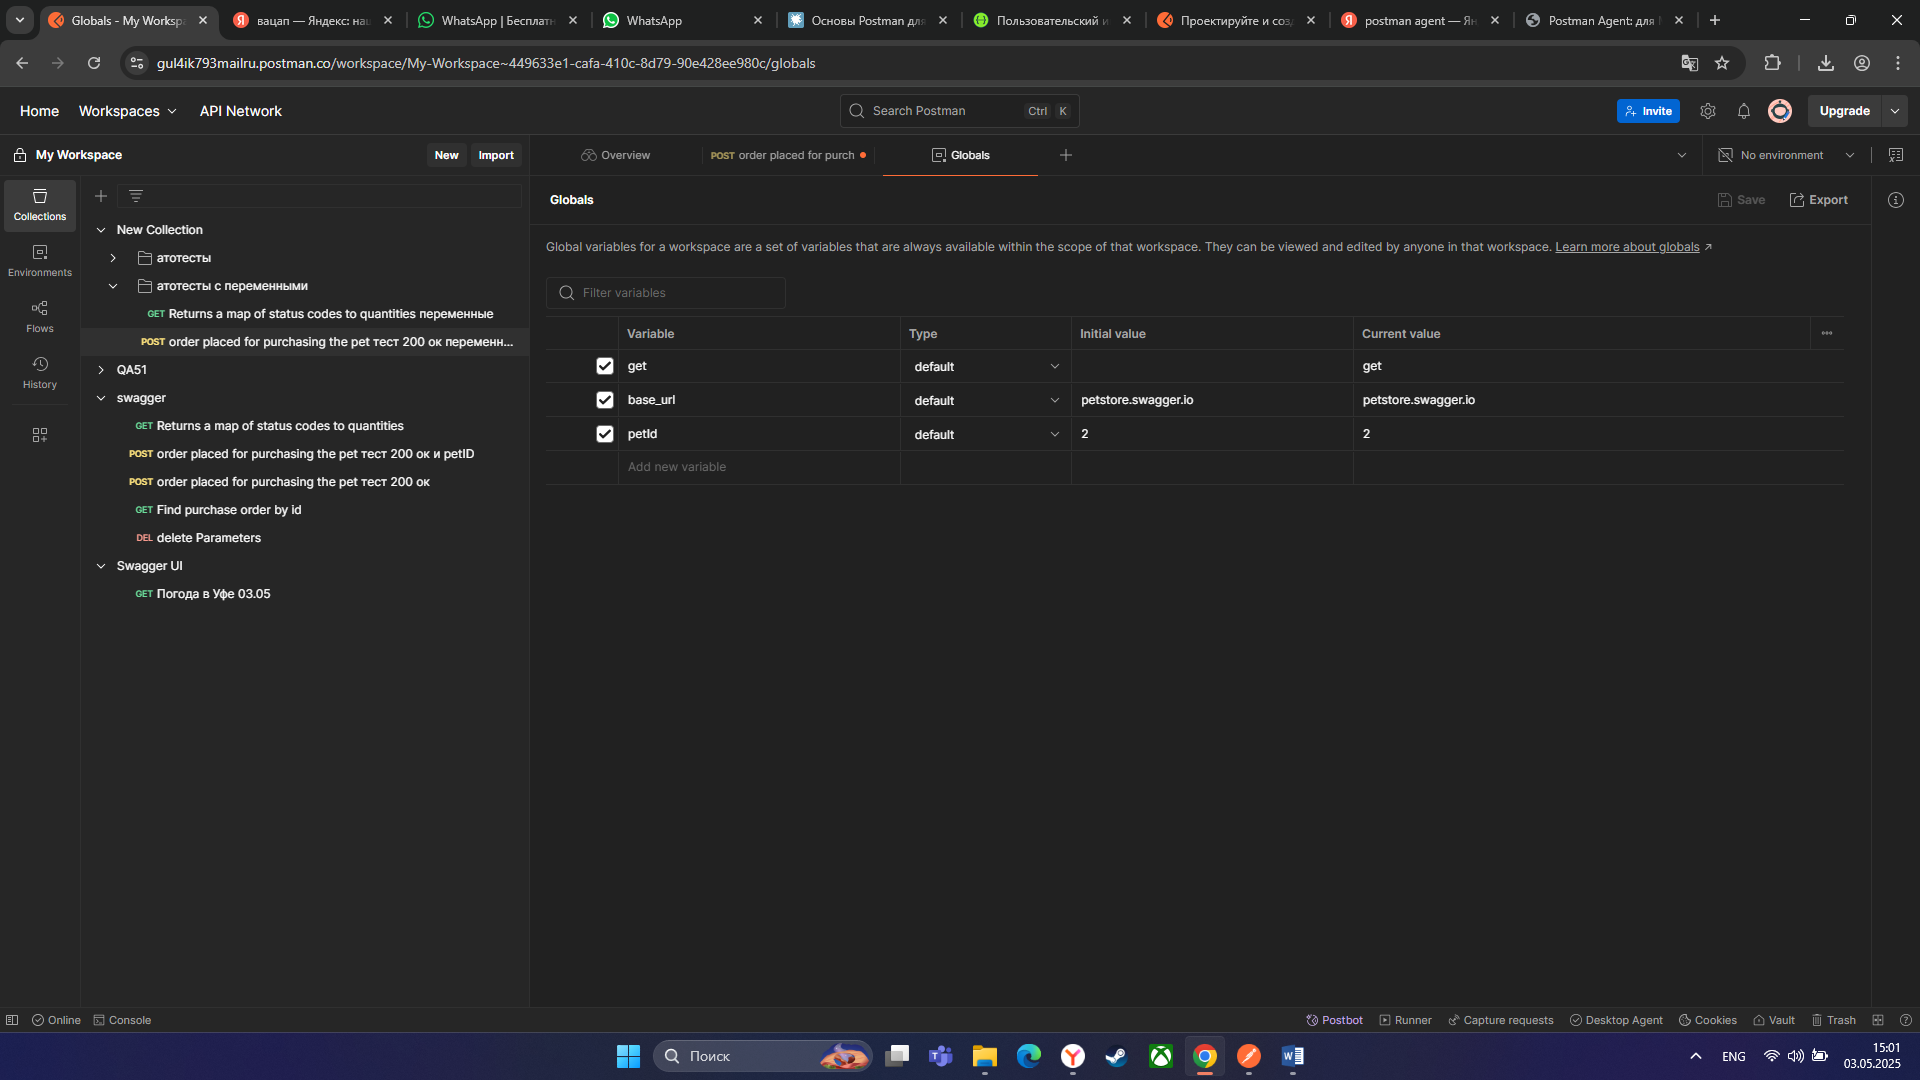 Globals - My Workspa
вацап — Яндекс: наш
WhatsApp | Бесплатн
WhatsApp
Основы Postman для
Пользовательский и
Проектируйте и созд
postman agent — Ян
Postman Agent: для
gul4ik793mailru.postman.co/workspace/My-Workspace~449633e1-cafa-410c-8d79-90e428ee980c/globals
Home
Workspaces
API Network
Search Postman
Ctrl
K
Invite
Upgrade
My Workspace
New
Import
Overview
POST order placed for purch
Globals
No environment
Collections
Environments
Flows
History
New Collection
атотесты
атотесты с переменными
GET Returns a map of status codes to quantities переменные
POST order placed for purchasing the pet тест 200 ок переменн...
QA51
swagger
GET Returns a map of status codes to quantities
POST order placed for purchasing the pet тест 200 ок и petID
POST order placed for purchasing the pet тест 200 ок
GET Find purchase order by id
DEL delete Parameters
Swagger UI
GET Погода в Уфе 03.05
Globals
Save
Export
Global variables for a workspace are a set of variables that are always available within the scope of that workspace. They can be viewed and edited by anyone in that workspace. Learn more about globals
Filter variables
Variable Type Initial value Current value
get default get
base_url default petstore.swagger.io petstore.swagger.io
petId default 2 2
Add new variable
Online
Console
Postbot
Runner
Capture requests
Desktop Agent
Cookies
Vault
Trash
Поиск
ENG
15:01
03.05.2025